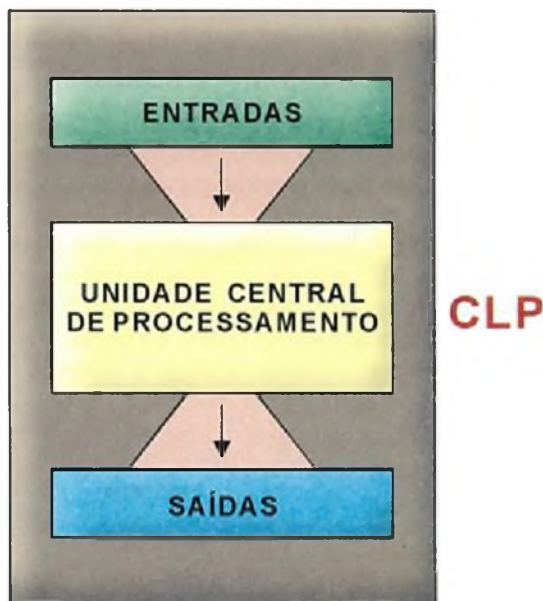 ENTRADAS
UNIDADE CENTRAL
DE PROCESSAMENTO
CLP
SAÍDAS